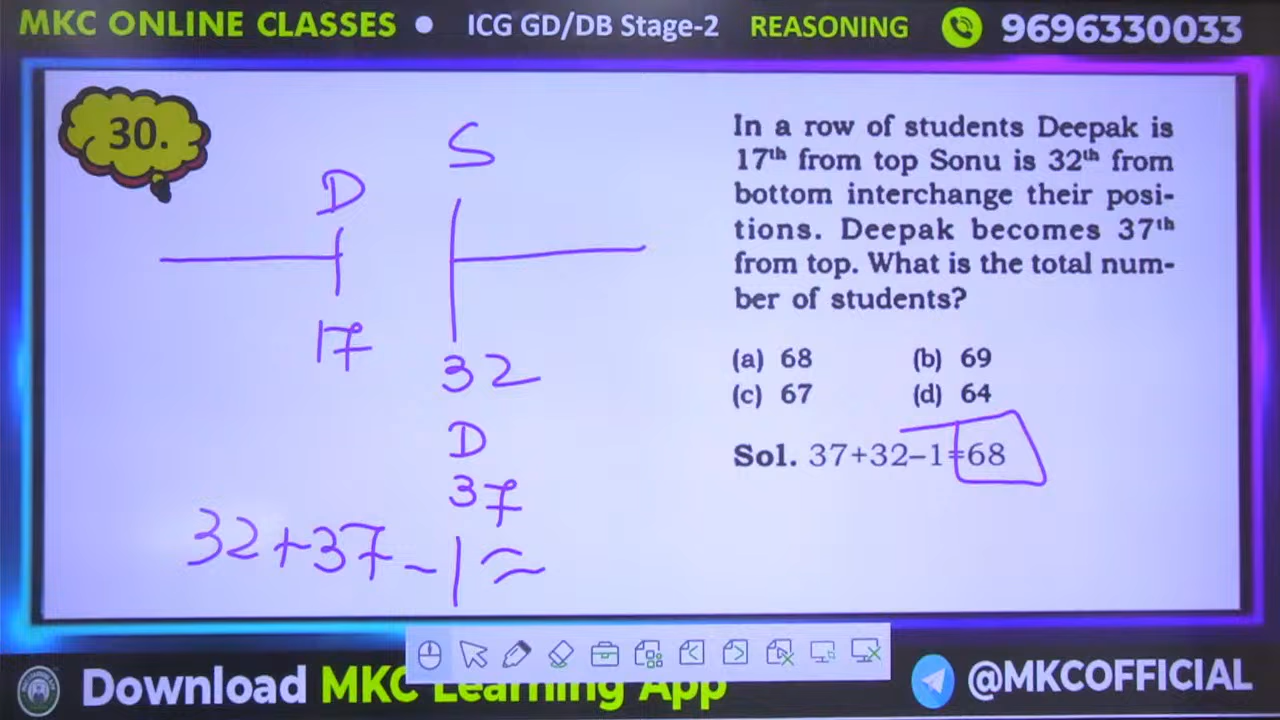 MKC ONLINE CLASSES • ICG GD/DB Stage-2 REASONING 9696330033
30.
S
D
17
32
D
37
32+37-1=
In a row of students Deepak is
17th from top Sonu is 32th from
bottom interchange their posi-
tions. Deepak becomes 37th
from top. What is the total num-
ber of students?
(a) 68 (b) 69
(c) 67 (d) 64
Sol. 37+32–1=68
Download MKC Learning App @MKCOFFICIAL